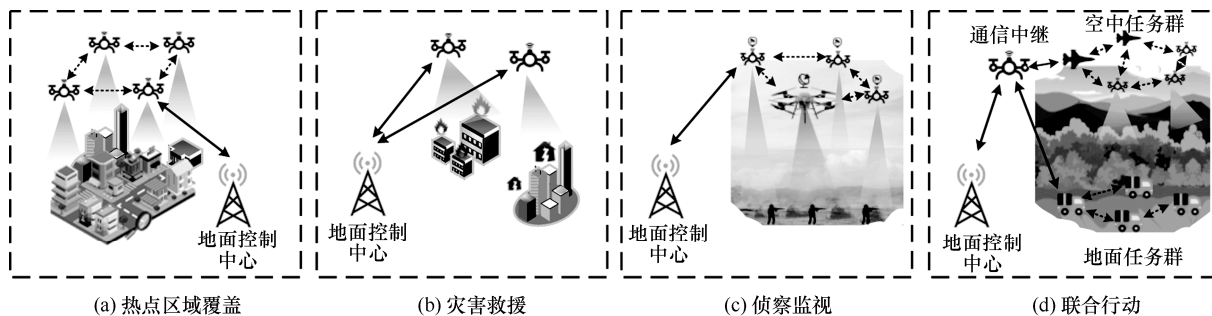 地面控制
中心
(a) 热点区域覆盖
地面控制
中心
(b) 灾害救援
地面控制
中心
(c) 侦察监视
通信中继
空中任务群
地面控制
中心
地面任务群
(d) 联合行动